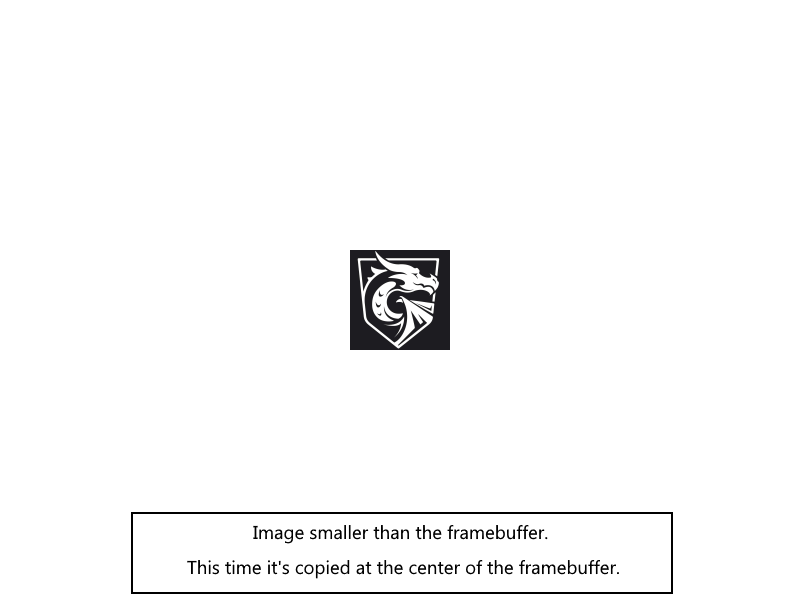 Image smaller than the framebuffer.
This time it's copied at the center of the framebuffer.